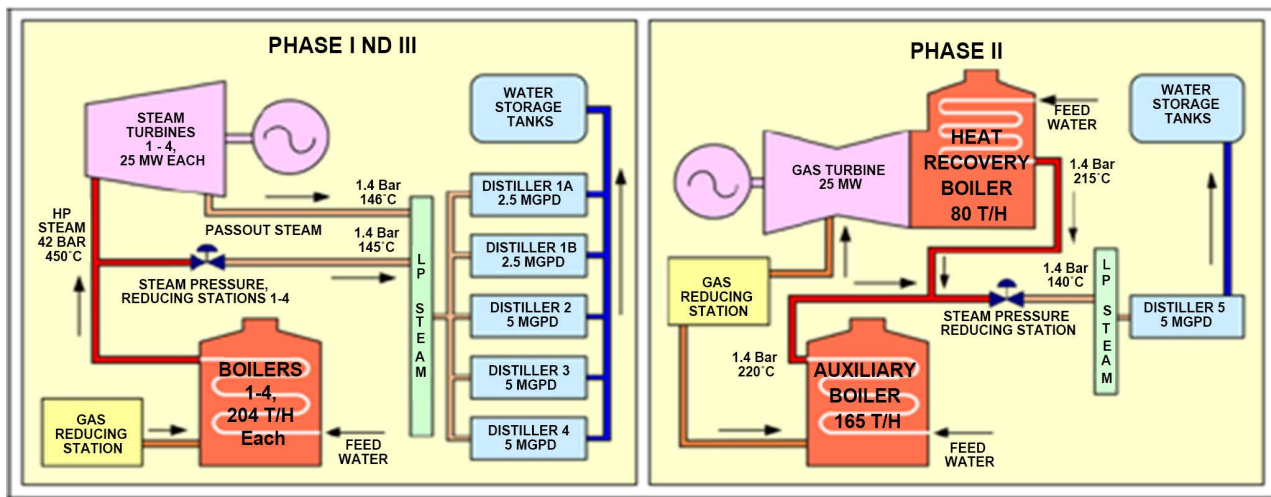 PHASE I ND III
STEAM
TURBINES
1 - 4,
25 MW EACH
WATER
STORAGE
TANKS
HP
STEAM
42 BAR
450°C
PASSOUT STEAM
1.4 Bar
146°C
1.4 Bar
145°C
STEAM PRESSURE,
REDUCING STATIONS 1-4
LP STEAM
DISTILLER 1A
2.5 MGPD
DISTILLER 1B
2.5 MGPD
DISTILLER 2
5 MGPD
DISTILLER 3
5 MGPD
DISTILLER 4
5 MGPD
BOILERS
1-4,
204 T/H
Each
GAS
REDUCING
STATION
FEED
WATER
PHASE II
GAS TURBINE
25 MW
HEAT
RECOVERY
BOILER
80 T/H
FEED
WATER
WATER
STORAGE
TANKS
1.4 Bar
215°C
GAS
REDUCING
STATION
1.4 Bar
140°C
STEAM PRESSURE
REDUCING STATION
LP STEAM
DISTILLER 5
5 MGPD
1.4 Bar
220°C
AUXILIARY
BOILER
165 T/H
FEED
WATER